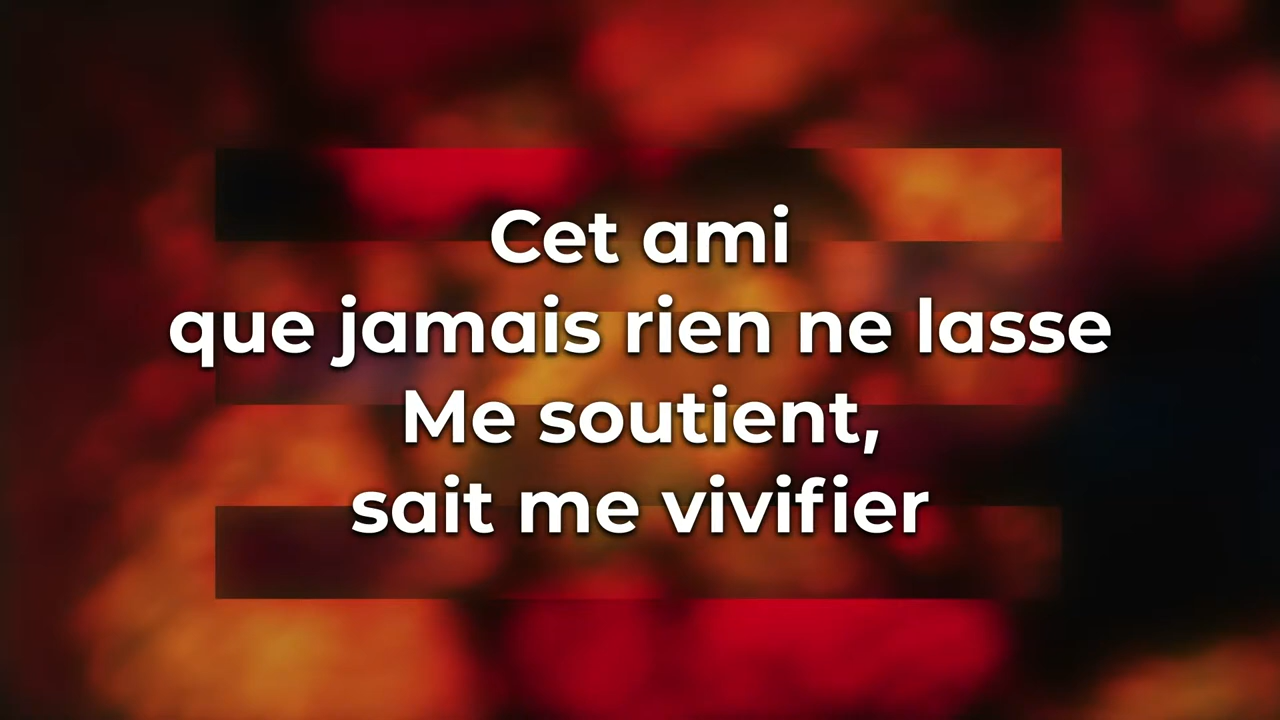 Cet ami
que jamais rien ne lasse
Me soutient,
sait me vivifier